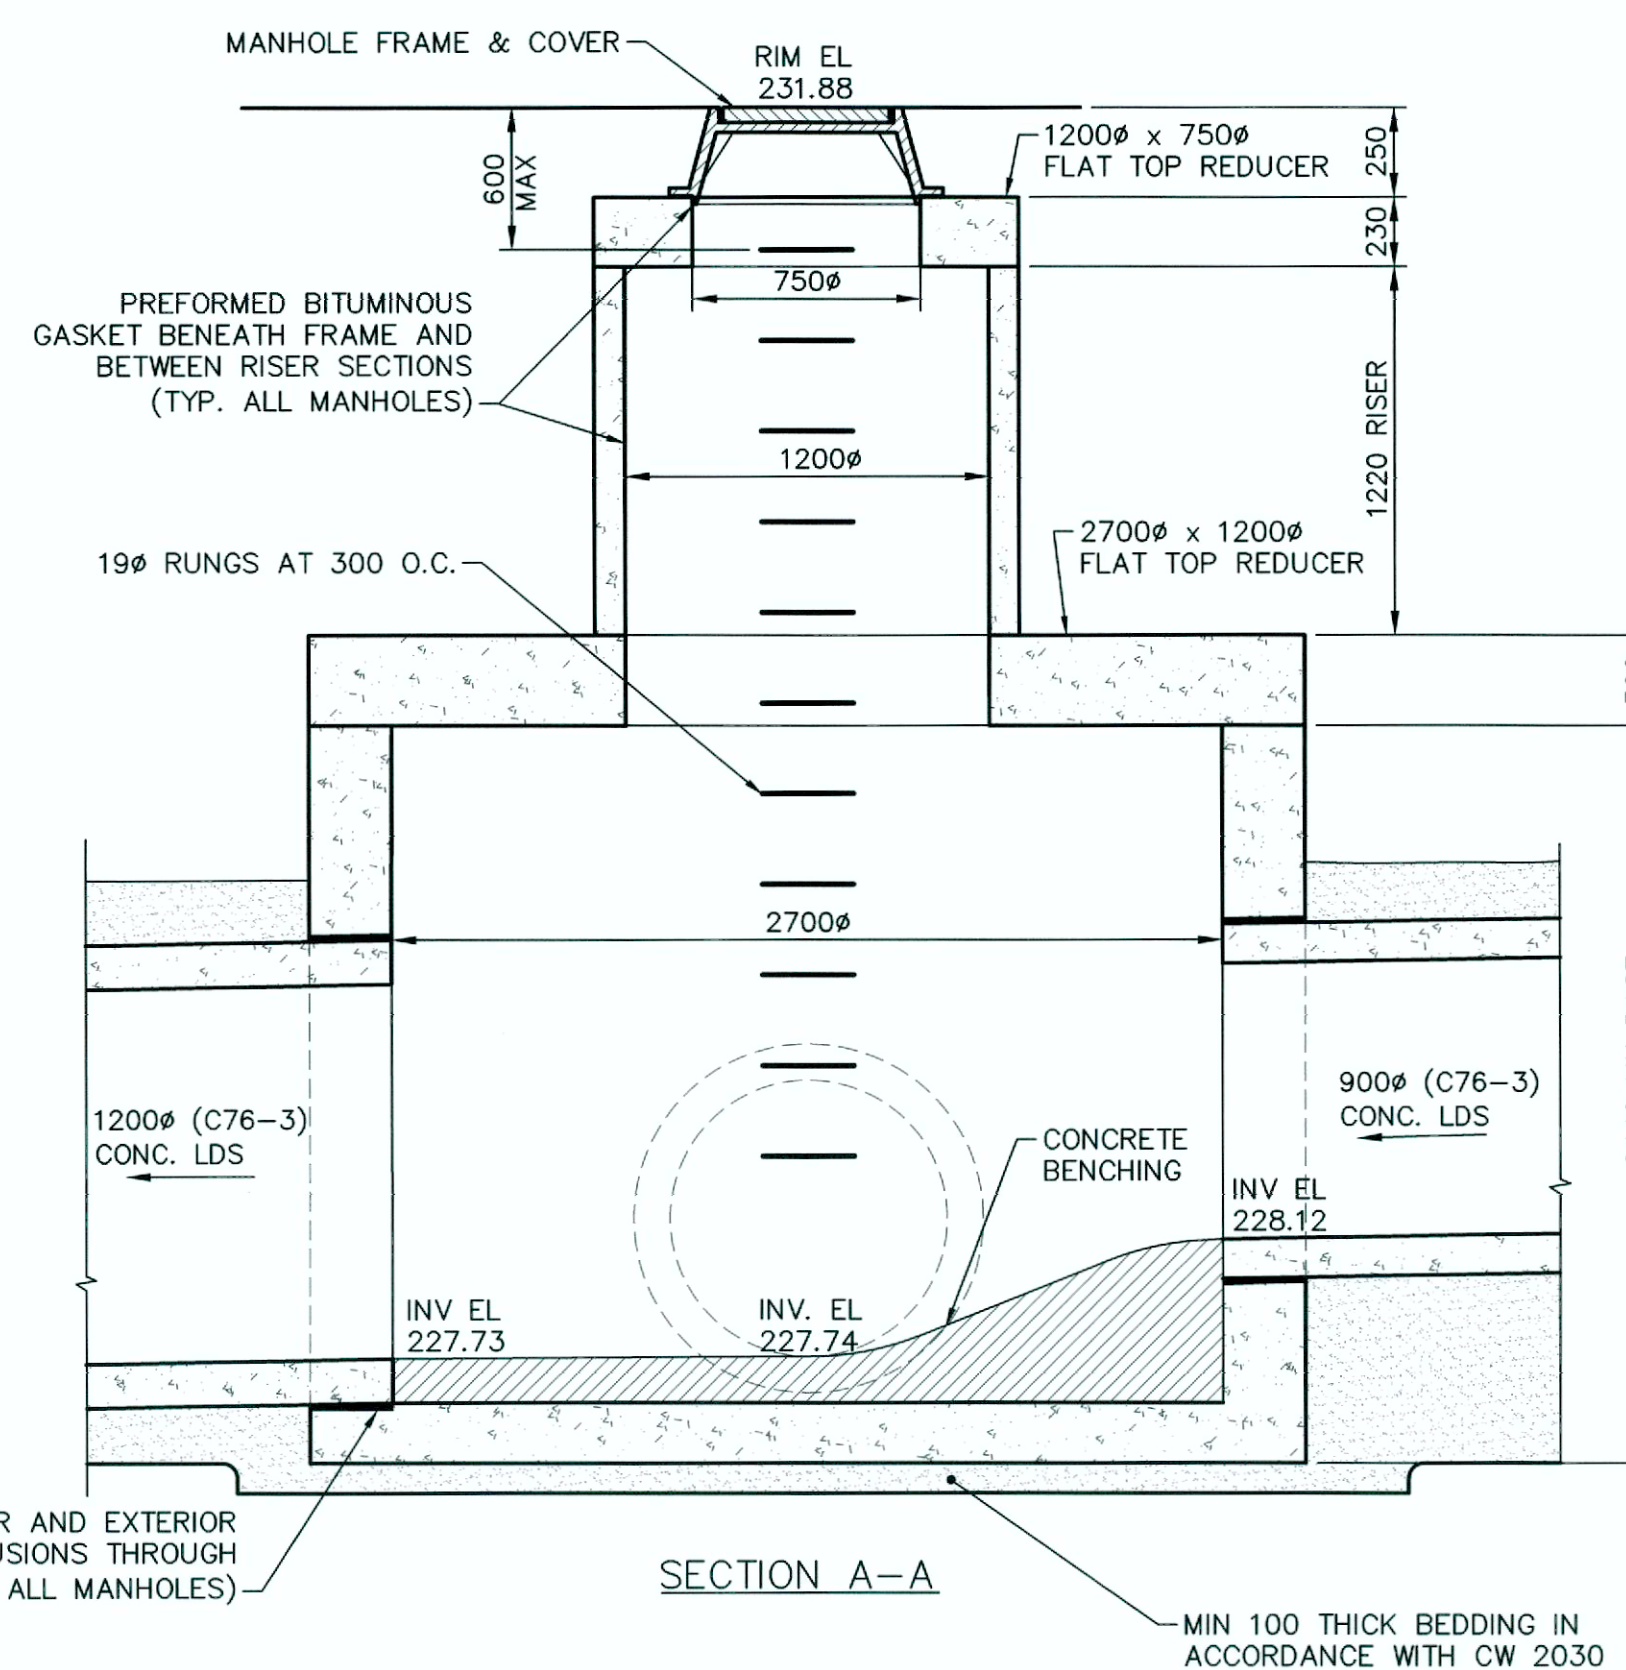 MANHOLE FRAME & COVER
RIM EL
231.88
1200ø x 750ø
FLAT TOP REDUCER
250
600
MAX
230
750ø
PREFORMED BITUMINOUS
GASKET BENEATH FRAME AND
BETWEEN RISER SECTIONS
(TYP. ALL MANHOLES)
1220 RISER
1200ø
2700ø x 1200ø
FLAT TOP REDUCER
19ø RUNGS AT 300 O.C.
2700ø
900ø (C76-3)
CONC. LDS
1200ø (C76-3)
CONC. LDS
CONCRETE
BENCHING
INV EL
228.12
INV EL
227.73
INV. EL
227.74
R AND EXTERIOR
USIONS THROUGH
ALL MANHOLES)
SECTION A-A
MIN 100 THICK BEDDING IN
ACCORDANCE WITH CW 2030